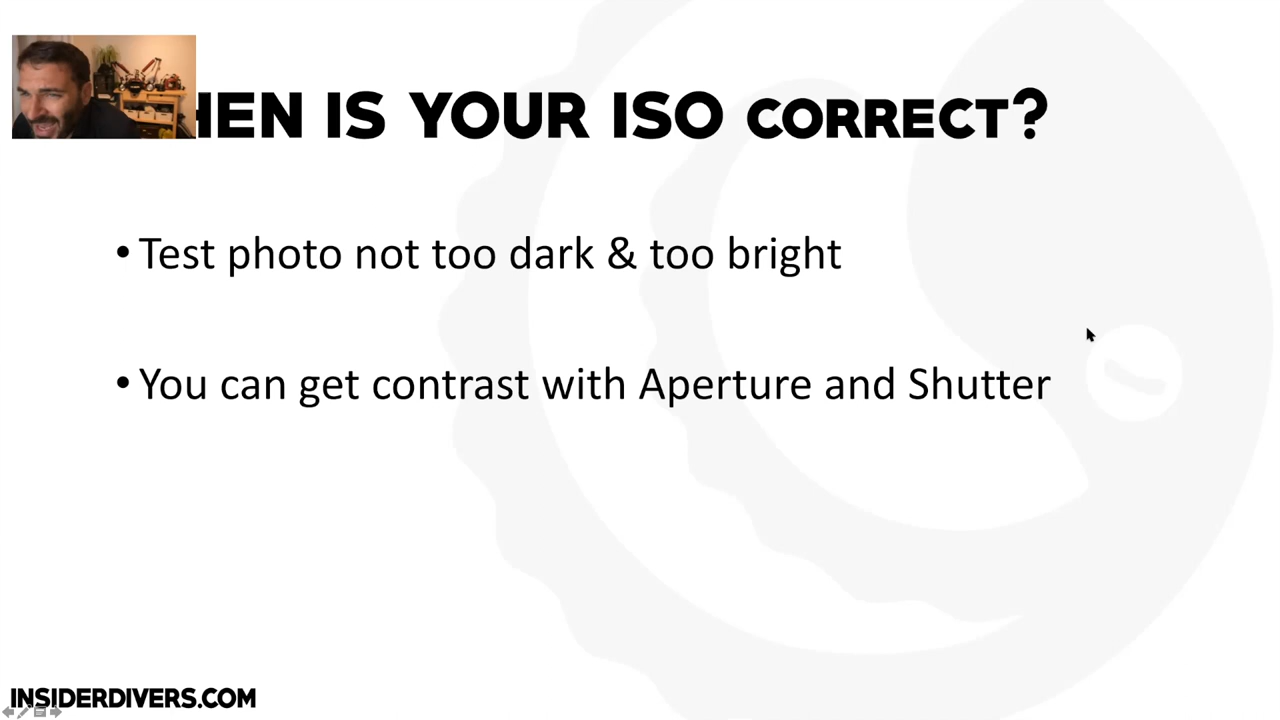 HEN IS YOUR ISO CORRECT?
• Test photo not too dark & too bright
• You can get contrast with Aperture and Shutter
INSIDERDIVERS.COM